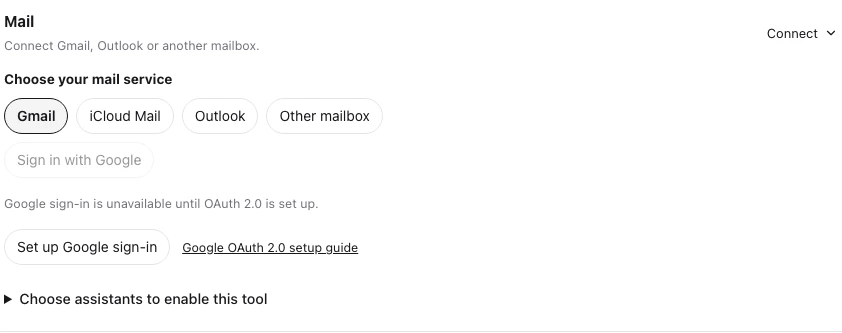 Mail
Connect Gmail, Outlook or another mailbox.
Connect
Choose your mail service
Gmail
iCloud Mail
Outlook
Other mailbox
Sign in with Google
Google sign-in is unavailable until OAuth 2.0 is set up.
Set up Google sign-in
Google OAuth 2.0 setup guide
Choose assistants to enable this tool